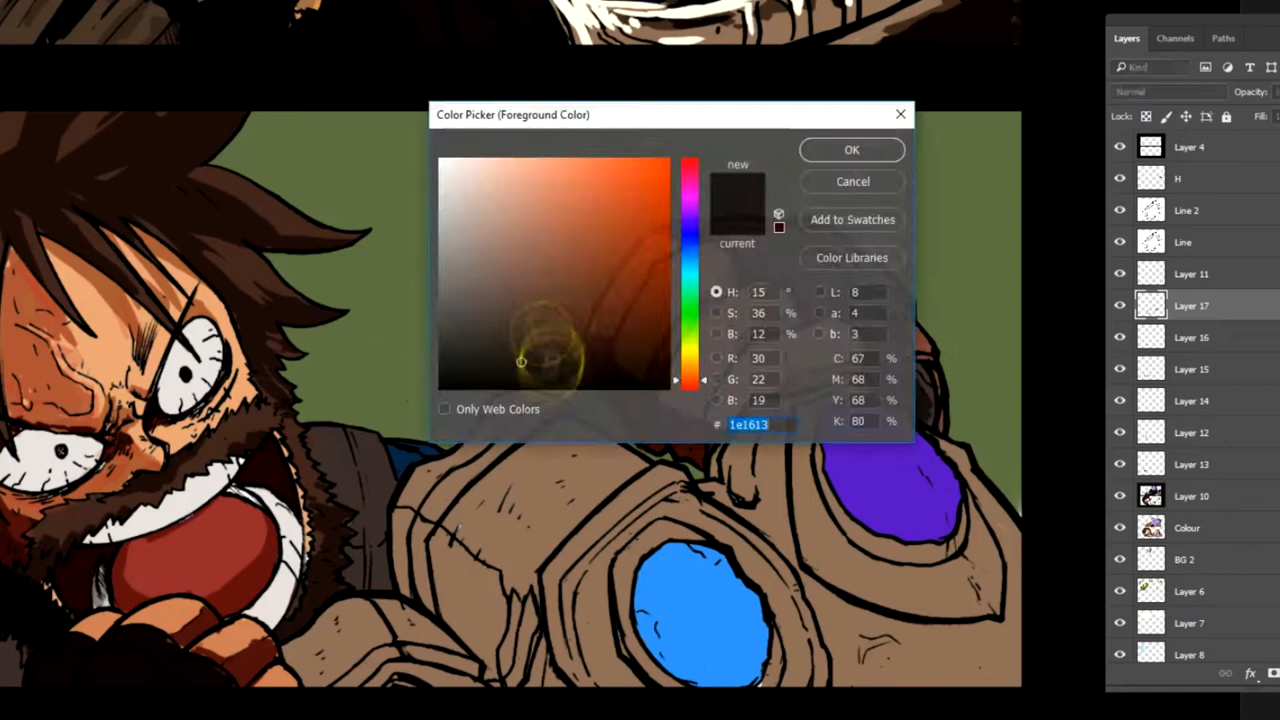 Color Picker (Foreground Color)
new
current
OK
Cancel
Add to Swatches
Color Libraries
H: 15 °
S: 36 %
B: 12 %
R: 30
G: 22
B: 19
# 1e1613
L: 8
a: 4
b: 3
C: 67 %
M: 68 %
Y: 68 %
K: 80 %
Only Web Colors
Layers Channels Paths
Kind
Normal Opacity:
Lock: Fill:
Layer 4
H
Line 2
Line
Layer 11
Layer 17
Layer 16
Layer 15
Layer 14
Layer 12
Layer 13
Layer 10
Colour
BG 2
Layer 6
Layer 7
Layer 8
fx